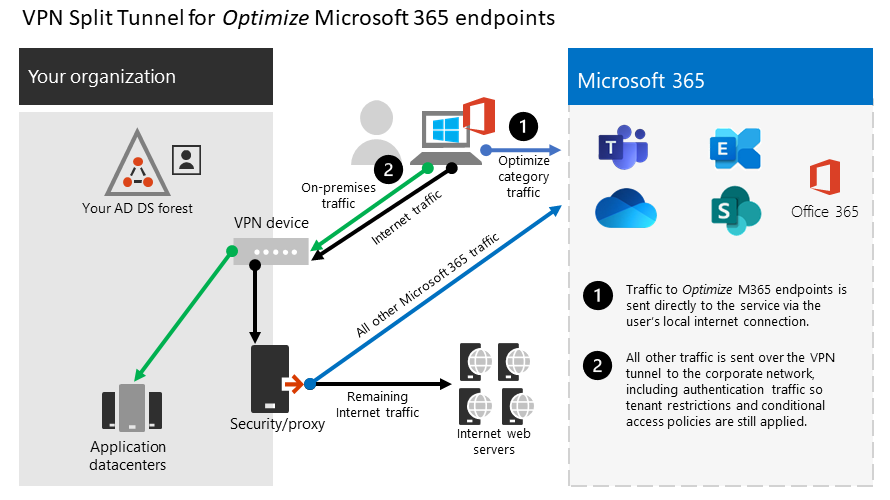 VPN Split Tunnel for Optimize Microsoft 365 endpoints
Your organization
Microsoft 365
1
Optimize
category
traffic
2
On-premises
traffic
Internet traffic
Your AD DS forest
VPN device
All other Microsoft 365 traffic
T
E
S
Office 365
1 Traffic to Optimize M365 endpoints is
sent directly to the service via the
user's local internet connection.
2 All other traffic is sent over the VPN
tunnel to the corporate network,
including authentication traffic so
tenant restrictions and conditional
access policies are still applied.
Security/proxy
Remaining
Internet traffic
Internet web
servers
Application
datacenters